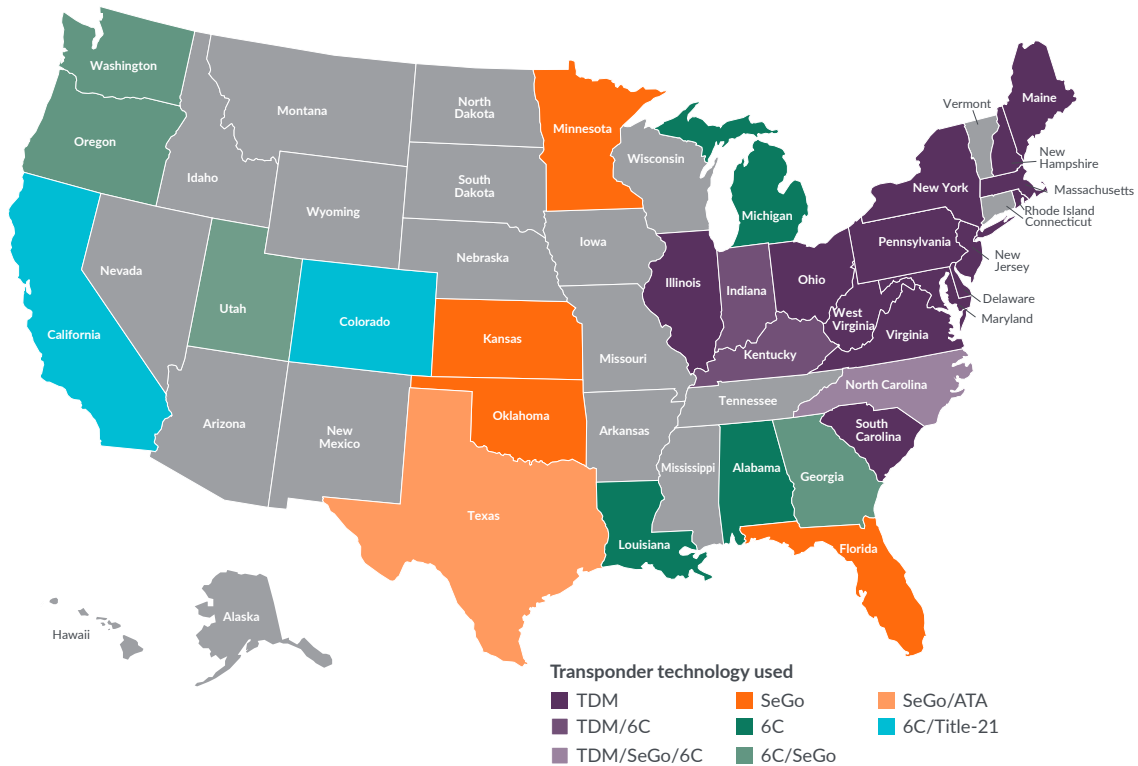 Washington
Oregon
Montana
Idaho
Wyoming
North
Dakota
South
Dakota
Nebraska
Minnesota
Wisconsin
Iowa
Michigan
Vermont
Maine
New
Hampshire
Massachusetts
Rhode Island
Connecticut
New York
Pennsylvania
New
Jersey
Delaware
Maryland
California
Nevada
Utah
Colorado
Kansas
Missouri
Illinois
Indiana
Ohio
West
Virginia
Virginia
Kentucky
North Carolina
Tennessee
South
Carolina
Arizona
New
Mexico
Oklahoma
Arkansas
Texas
Louisiana
Mississippi
Alabama
Georgia
Florida
Hawaii
Alaska
Transponder technology used
TDM
SeGo
SeGo/ATA
TDM/6C
6C
6C/Title-21
TDM/SeGo/6C
6C/SeGo